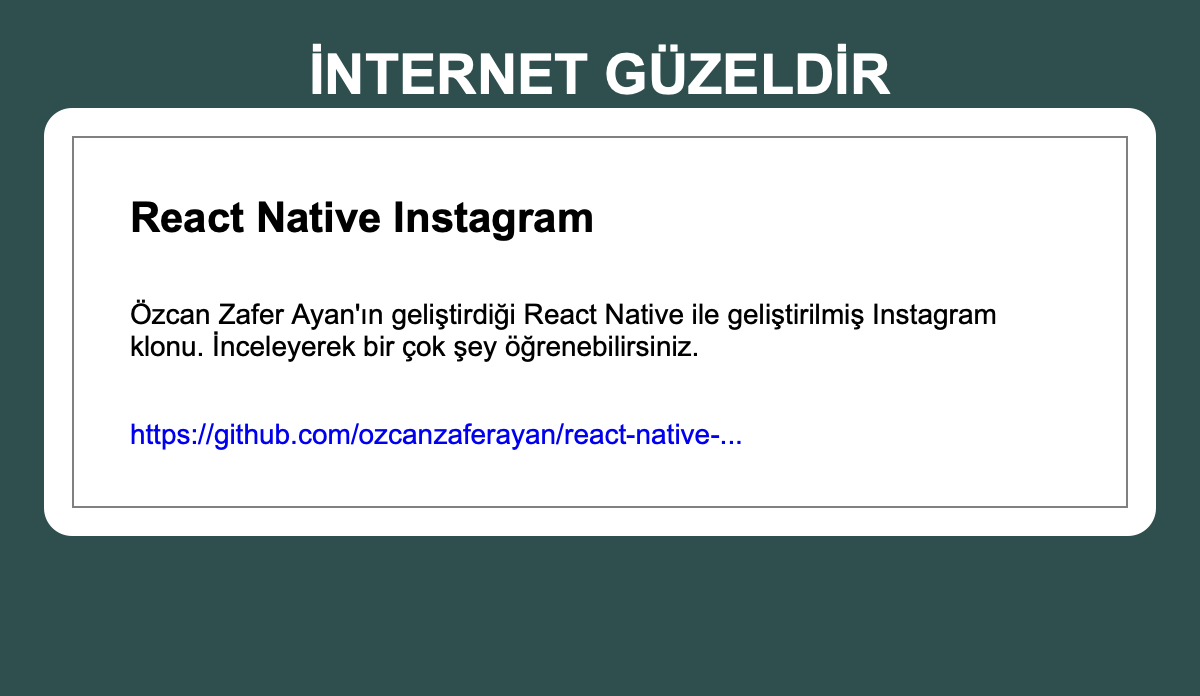 İNTERNET GÜZELDİR
React Native Instagram
Özcan Zafer Ayan'ın geliştirdiği React Native ile geliştirilmiş Instagram
klonu. İnceleyerek bir çok şey öğrenebilirsiniz.
https://github.com/ozcanzaferayan/react-native-...